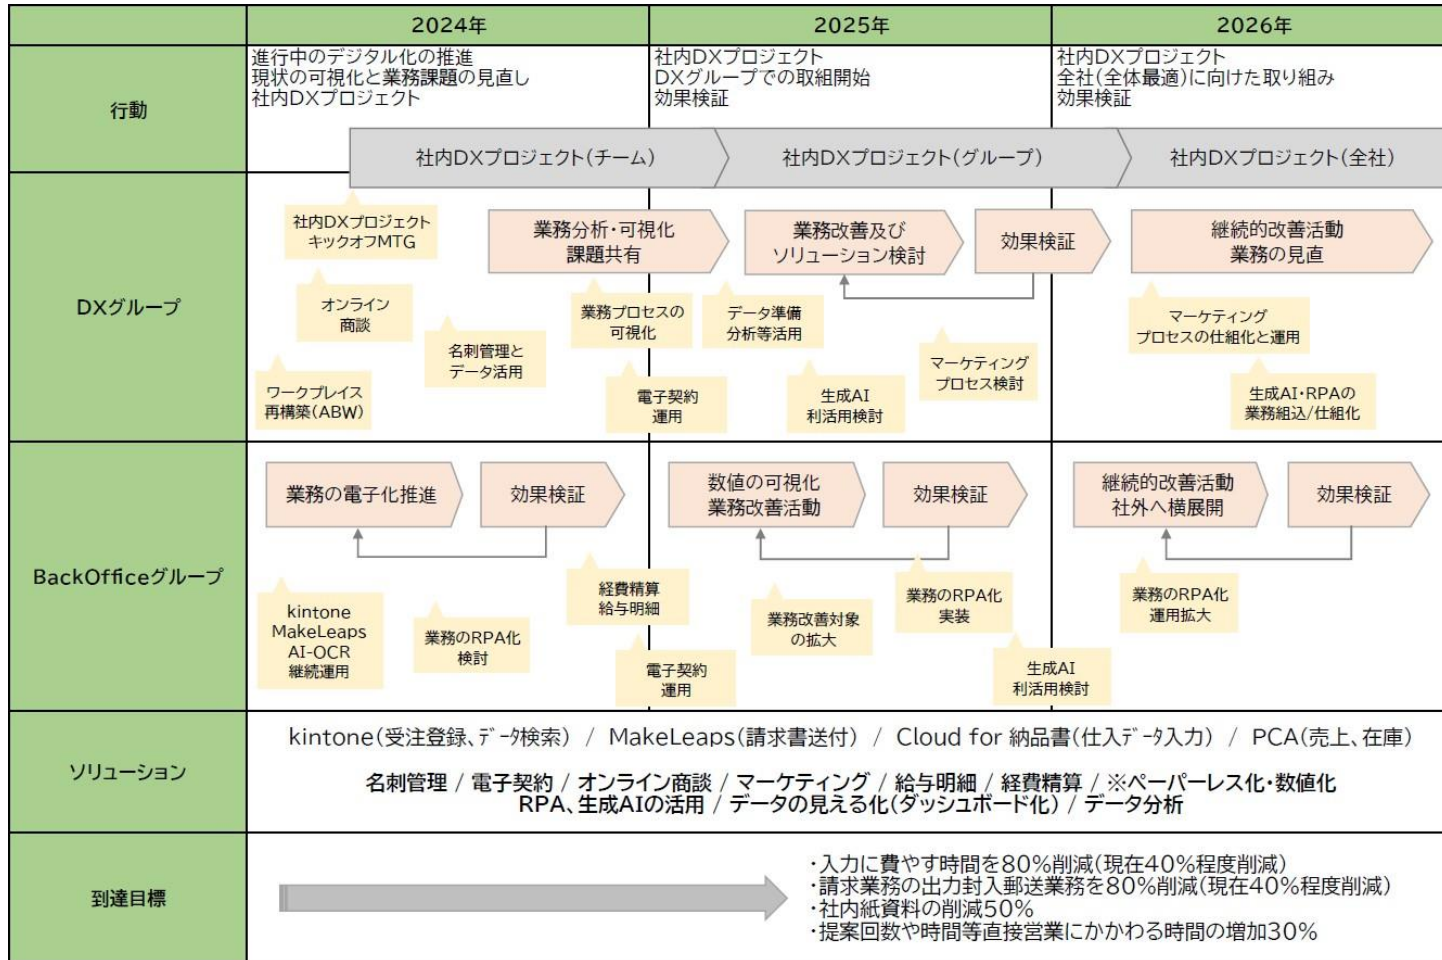 2024年
2025年
2026年
行動
進行中のデジタル化の推進
現状の可視化と業務課題の見直し
社内DXプロジェクト
社内DXプロジェクト
DXグループでの取組開始
効果検証
社内DXプロジェクト
全社(全体最適)に向けた取り組み
効果検証
社内DXプロジェクト(チーム)
社内DXプロジェクト(グループ)
社内DXプロジェクト(全社)
DXグループ
社内DXプロジェクト
キックオフMTG
業務分析・可視化
課題共有
業務改善及び
ソリューション検討
効果検証
継続的改善活動
業務の見直
オンライン
商談
名刺管理と
データ活用
業務プロセスの
可視化
データ準備
分析等活用
マーケティング
プロセス検討
マーケティング
プロセスの仕組化と運用
ワークプレイス
再構築(ABW)
電子契約
運用
生成AI
利活用検討
生成AI・RPAの
業務組込/仕組化
BackOfficeグループ
業務の電子化推進
効果検証
数値の可視化
業務改善活動
効果検証
継続的改善活動
社外へ横展開
効果検証
kintone
MakeLeaps
AI-OCR
継続運用
業務のRPA化
検討
経費精算
給与明細
電子契約
運用
業務改善対象
の拡大
業務のRPA化
実装
生成AI
利活用検討
業務のRPA化
運用拡大
ソリューション
kintone(受注登録、ﾃﾞｰﾀ検索) / MakeLeaps(請求書送付) / Cloud for 納品書(仕入ﾃﾞｰﾀ入力) / PCA(売上、在庫)
名刺管理 / 電子契約 / オンライン商談 / マーケティング / 給与明細 / 経費精算 / ※ペーパーレス化・数値化
RPA、生成AIの活用 / データの見える化(ダッシュボード化) / データ分析
到達目標
・入力に費やす時間を80%削減(現在40%程度削減)
・請求業務の出力封入郵送業務を80%削減(現在40%程度削減)
・社内紙資料の削減50%
・提案回数や時間等直接営業にかかわる時間の増加30%